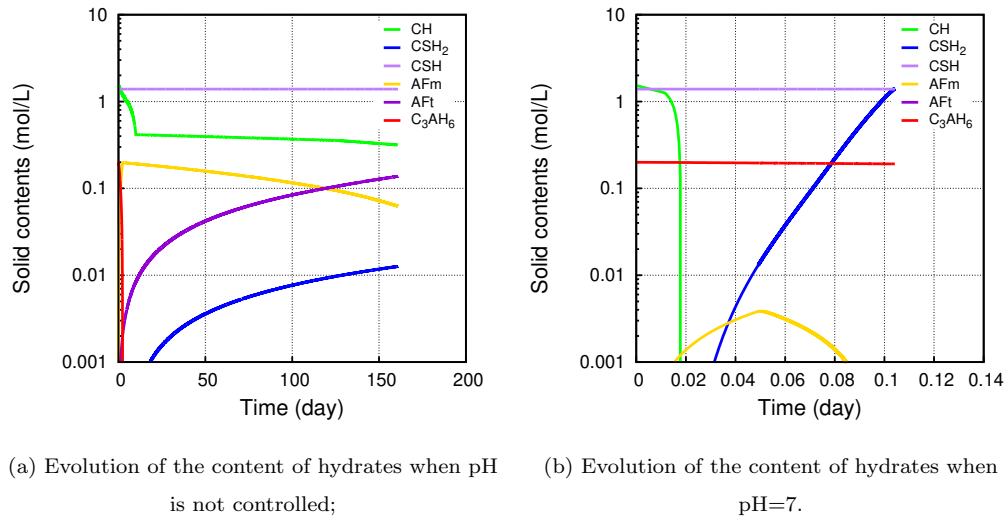 10
1
0.1
0.01
0.001
Solid contents (mol/L)
0
50
100
150
200
Time (day)
CH
CSH₂
CSH
AFm
AFt
C₃AH₆
10
1
0.1
0.01
0.001
Solid contents (mol/L)
0
0.02
0.04
0.06
0.08
0.1
0.12
0.14
Time (day)
CH
CSH₂
CSH
AFm
AFt
C₃AH₆
(a) Evolution of the content of hydrates when pH
is not controlled;
(b) Evolution of the content of hydrates when
pH=7.